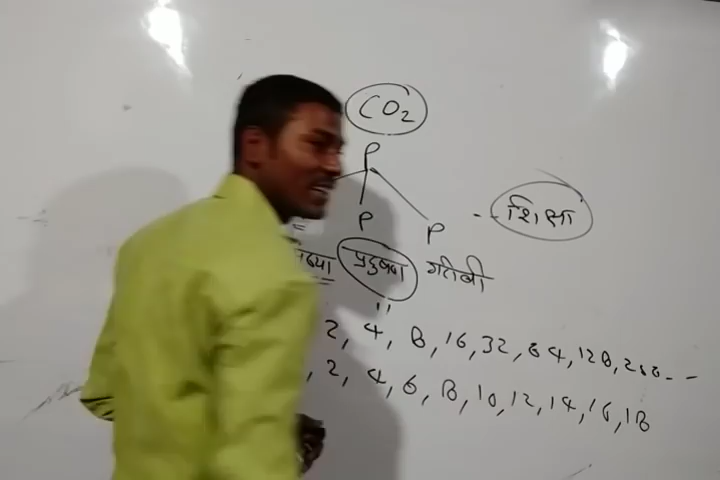 CO2
P
P P
शिक्षा
प्रदुषण गरीबी
2, 4, 8, 16, 32, 64, 128, 256 - -
, 2, 4, 6, 8, 10, 12, 14, 16, 18